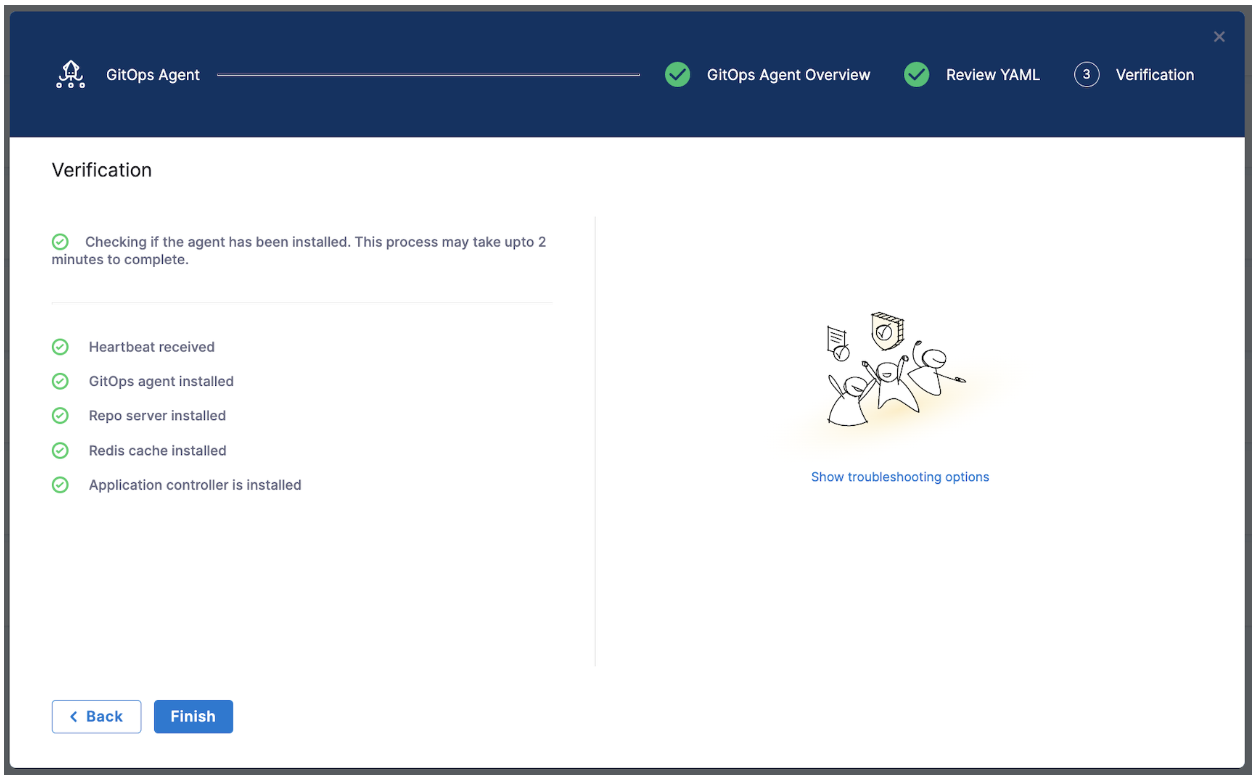 GitOps Agent
GitOps Agent Overview
Review YAML
3
Verification
Verification
Checking if the agent has been installed. This process may take upto 2
minutes to complete.
Heartbeat received
GitOps agent installed
Repo server installed
Redis cache installed
Application controller is installed
Show troubleshooting options
Back
Finish